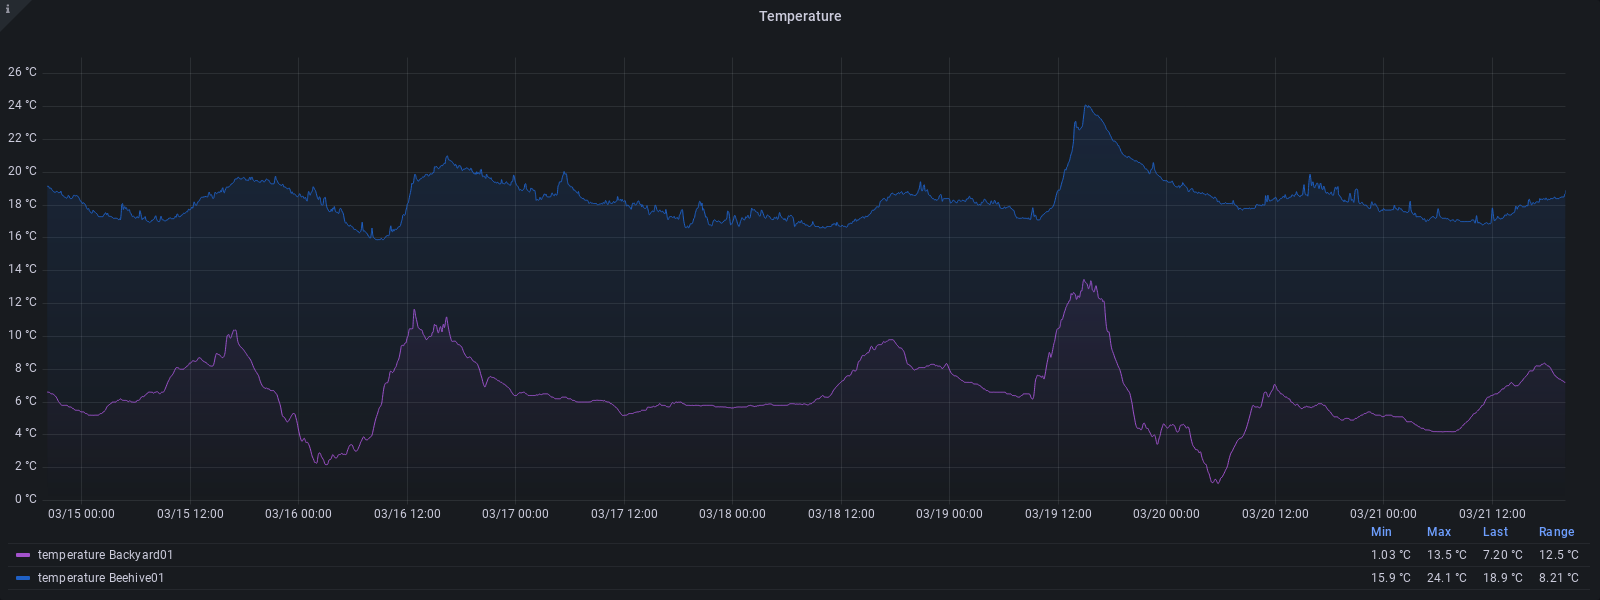 i
Temperature
26 °C
24 °C
22 °C
20 °C
18 °C
16 °C
14 °C
12 °C
10 °C
8 °C
6 °C
4 °C
2 °C
0 °C
03/15 00:00 03/15 12:00 03/16 00:00 03/16 12:00 03/17 00:00 03/17 12:00 03/18 00:00 03/18 12:00 03/19 00:00 03/19 12:00 03/20 00:00 03/20 12:00 03/21 00:00 03/21 12:00
Min Max Last Range
temperature Backyard01 1.03 °C 13.5 °C 7.20 °C 12.5 °C
temperature Beehive01 15.9 °C 24.1 °C 18.9 °C 8.21 °C